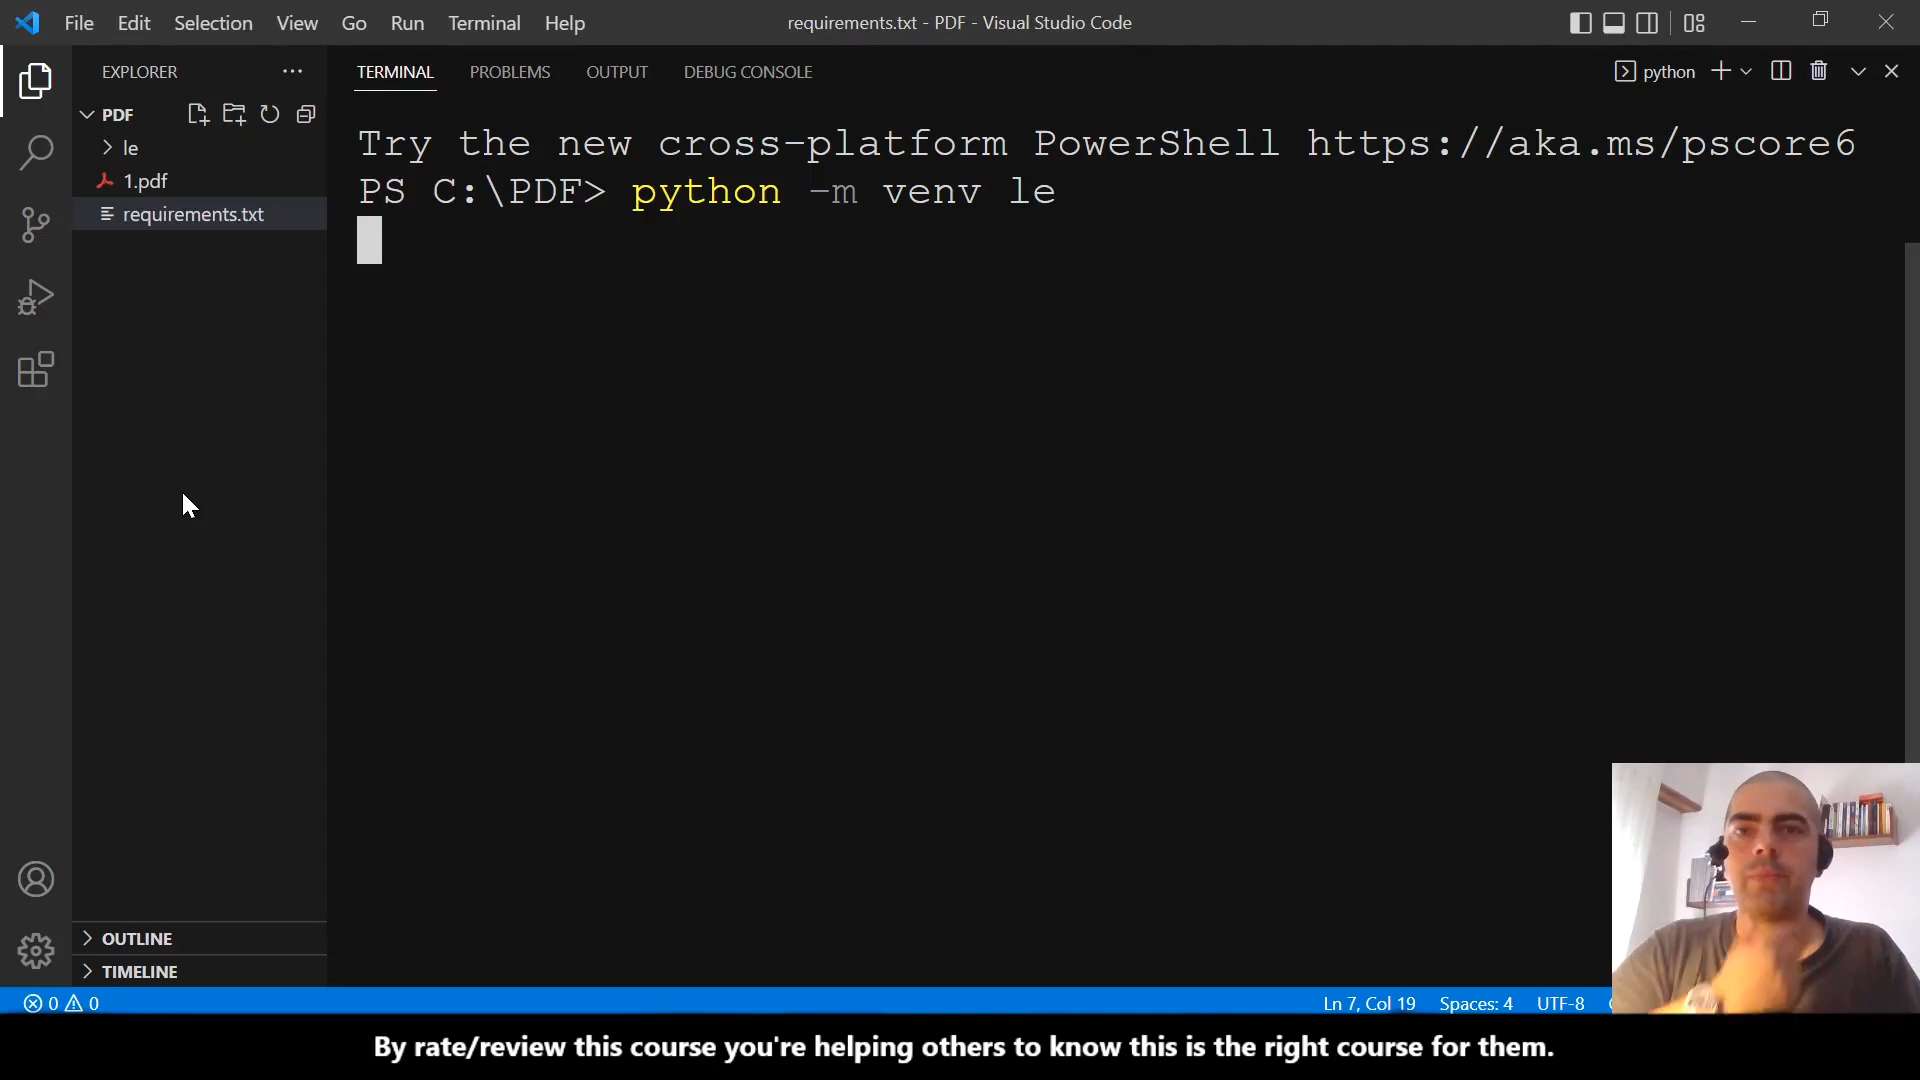 File Edit Selection View Go Run Terminal Help
requirements.txt - PDF - Visual Studio Code
EXPLORER
PDF
le
1.pdf
requirements.txt
OUTLINE
TIMELINE
TERMINAL PROBLEMS OUTPUT DEBUG CONSOLE
python
Try the new cross-platform PowerShell https://aka.ms/pscore6
PS C:\PDF> python -m venv le
0 0
Ln 7, Col 19 Spaces: 4 UTF-8
By rate/review this course you're helping others to know this is the right course for them.